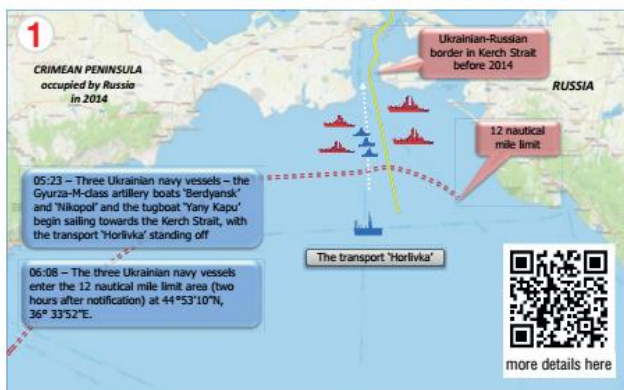 1
CRIMEAN PENINSULA
occupied by Russia
in 2014
Ukrainian-Russian
border in Kerch Strait
before 2014
RUSSIA
12 nautical
mile limit
05:23 – Three Ukrainian navy vessels – the
Gyurza-M-class artillery boats ‘Berdyansk’
and ‘Nikopol’ and the tugboat ‘Yany Kapu’
begin sailing towards the Kerch Strait, with
the transport ‘Horlivka’ standing off
06:08 – The three Ukrainian navy vessels
enter the 12 nautical mile limit area (two
hours after notification) at 44°53’10”N,
36° 33’52”E.
The transport ‘Horlivka’
more details here